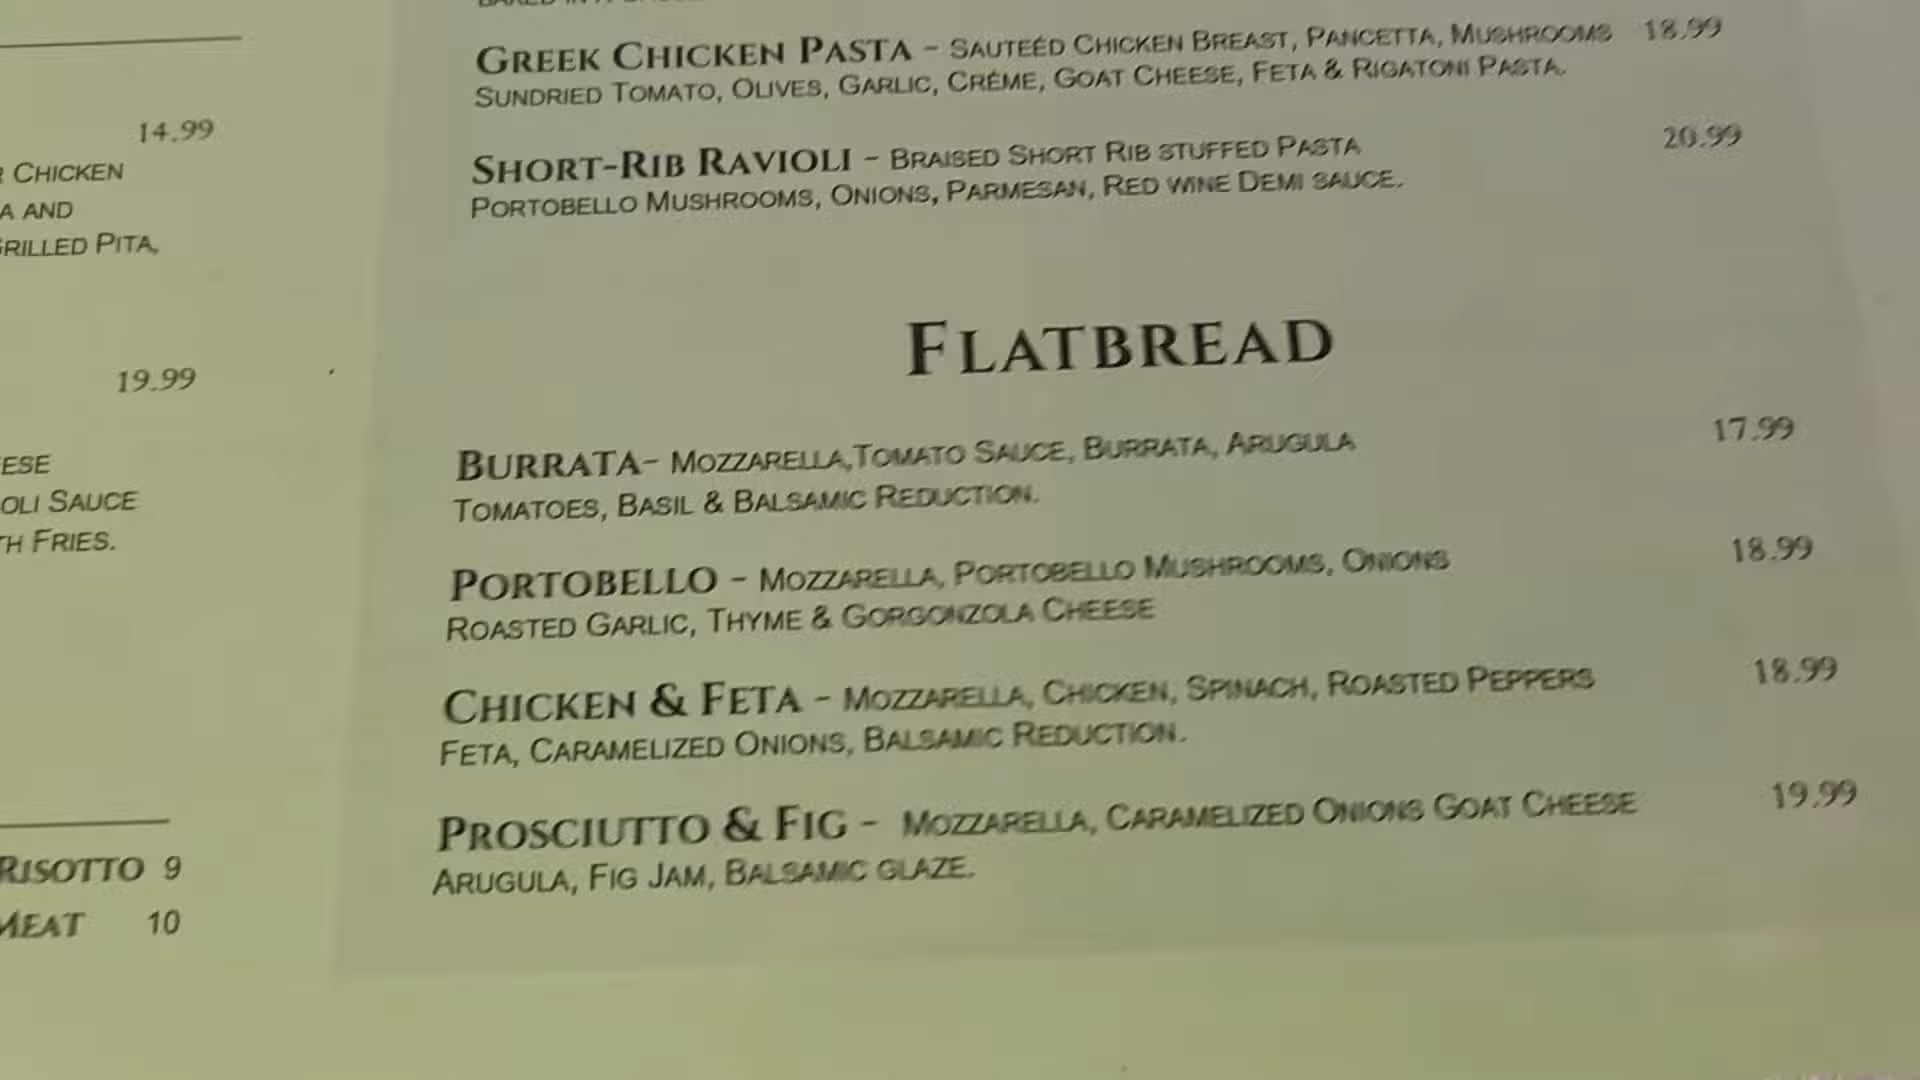 14.99
CHICKEN
A AND
GRILLED PITA,
19.99
ESE
OLI SAUCE
TH FRIES.
RISOTTO 9
MEAT 10
GREEK CHICKEN PASTA - SAUTEÉD CHICKEN BREAST, PANCETTA, MUSHROOMS 18.99
SUNDRIED TOMATO, OLIVES, GARLIC, CRÉME, GOAT CHEESE, FETA & RIGATONI PASTA.
SHORT-RIB RAVIOLI - BRAISED SHORT RIB STUFFED PASTA 20.99
PORTOBELLO MUSHROOMS, ONIONS, PARMESAN, RED WINE DEMI SAUCE.
FLATBREAD
BURRATA- MOZZARELLA,TOMATO SAUCE, BURRATA, ARUGULA 17.99
TOMATOES, BASIL & BALSAMIC REDUCTION.
PORTOBELLO - MOZZARELLA, PORTOBELLO MUSHROOMS, ONIONS 18.99
ROASTED GARLIC, THYME & GORGONZOLA CHEESE
CHICKEN & FETA - MOZZARELLA, CHICKEN, SPINACH, ROASTED PEPPERS 18.99
FETA, CARAMELIZED ONIONS, BALSAMIC REDUCTION.
PROSCIUTTO & FIG - MOZZARELLA, CARAMELIZED ONIONS GOAT CHEESE 19.99
ARUGULA, FIG JAM, BALSAMIC GLAZE.